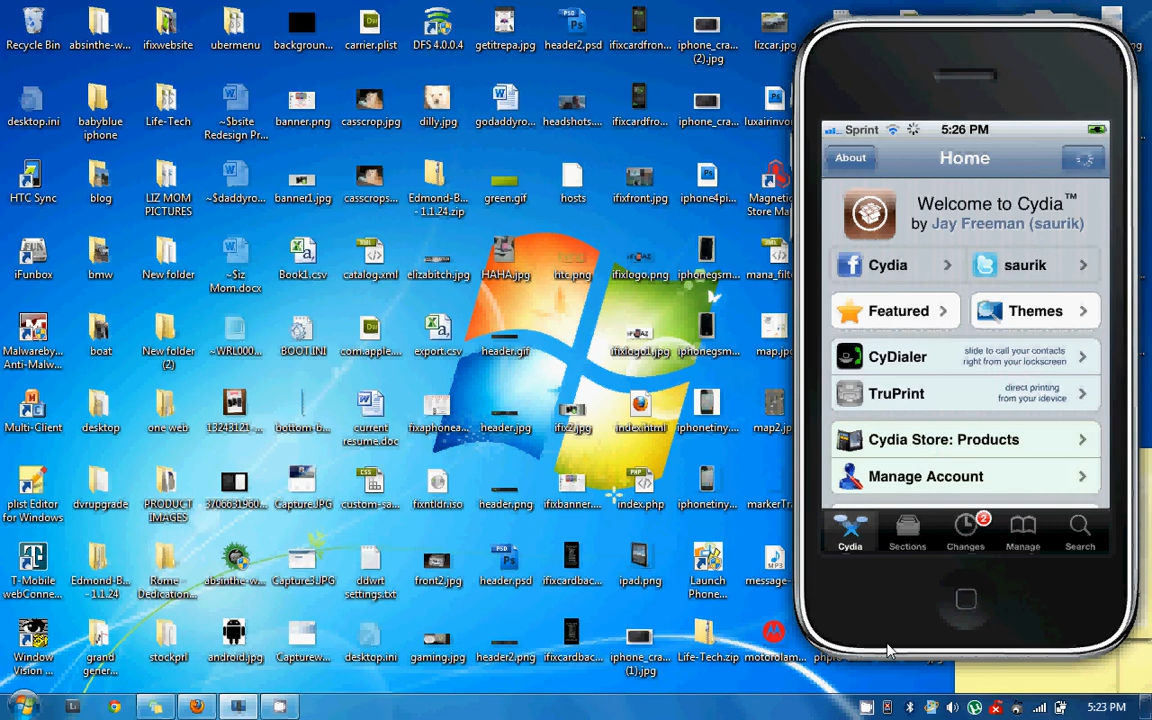 Recycle Bin
absinthe-w...
ifixwebsite
ubermenu
backgroun...
carrier.plist
DFS 4.0.0.4
getitrepa.jpg
header2.psd
ifixcardfron...
iphone_cra...
(2).jpg
lizcar.jpg
desktop.ini
babyblue
iphone
Life-Tech
~$bsite
Redesign Pr...
banner.png
casscrop.jpg
dilly.jpg
godaddyro...
headshots....
ifixcardfro...
iphone_cra...
luxairinvo
HTC Sync
blog
LIZ MOM
PICTURES
~$daddyro...
banner1.jpg
casscrops...
Edmond-B...
- 1.1.24.zip
green.gif
hosts
ifixfront.jpg
iphone4pi...
Magnetic
Store Ma
iFunbox
bmw
New folder
~$iz
Mom.docx
Book1.csv
catalog.xml
elizabitch.jpg
HAHA.jpg
htc.png
ifixlogo.png
iphonegsm...
mana_filt
Malwareby...
Anti-Malw...
boat
New folder
(2)
~WRL000...
BOOT.INI
com.apple...
export.csv
header.gif
ifixlogo1.jpg
iphonegsm...
map.jpg
Multi-Client
desktop
one web
13243121-...
bottom-b...
current
resume.doc
fixaphonea...
header.jpg
ifix2.jpg
index.html
iphonetiny....
map2.jp
plist Editor
for Windows
dvrupgrade
PRODUCT
IMAGES
3706631960...
Capture.JPG
custom-sa...
fixntldr.iso
header.png
ifixbanner....
index.php
iphonetiny...
markerTr
T-Mobile
webConne...
Edmond-B...
- 1.1.24
Rome -
Dedication...
absinthe-w...
Capture3.JPG
ddwrt
settings.txt
front2.jpg
header.psd
ifixcardbac...
ipad.png
Launch
Phone...
message-
Window
Vision ...
grand
gener...
stockprl
android.jpg
Capturew...
desktop.ini
gaming.jpg
header2.png
ifixcardbac...
iphone_cra...
(1).jpg
Life-Tech.zip
motorolam...
Sprint
5:26 PM
About
Home
Welcome to Cydia™
by Jay Freeman (saurik)
Cydia
saurik
Featured
Themes
CyDialer
slide to call your contacts
right from your lockscreen
TruPrint
direct printing
from your idevice
Cydia Store: Products
Manage Account
2
Cydia
Sections
Changes
Manage
Search
5:23 PM